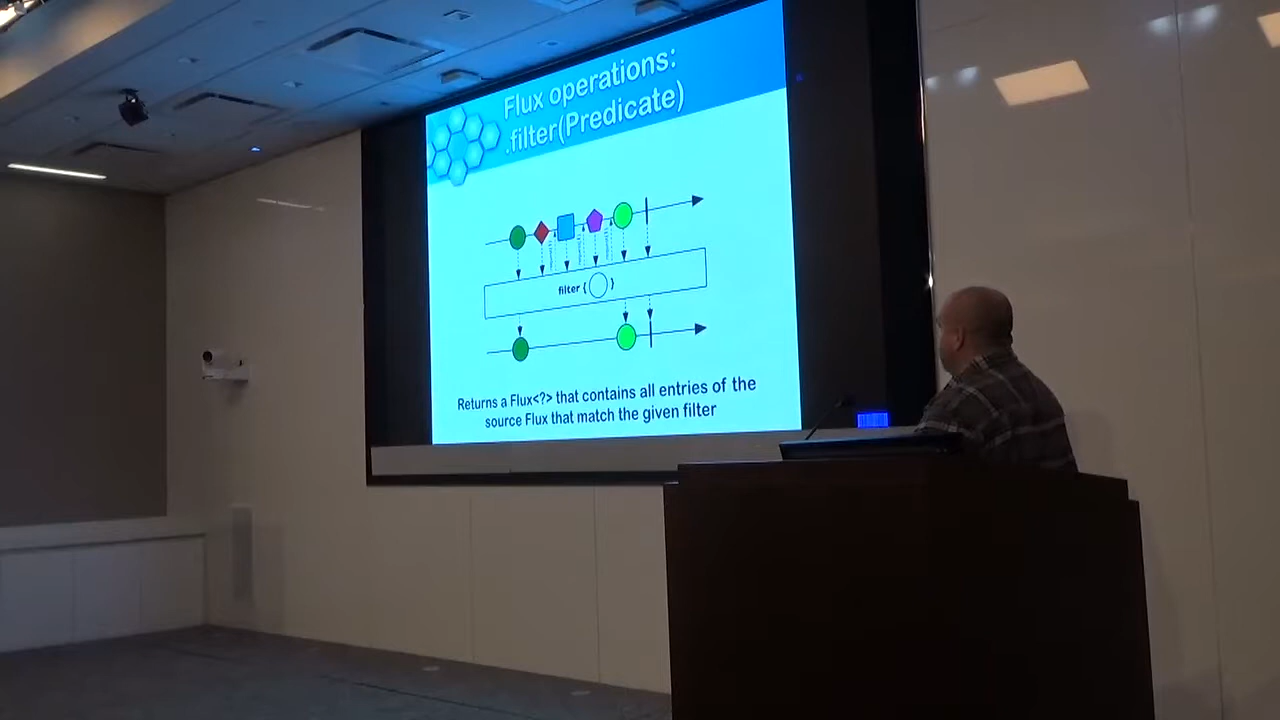 Flux operations:
.filter(Predicate)
filter { }
Returns a Flux<?> that contains all entries of the
source Flux that match the given filter